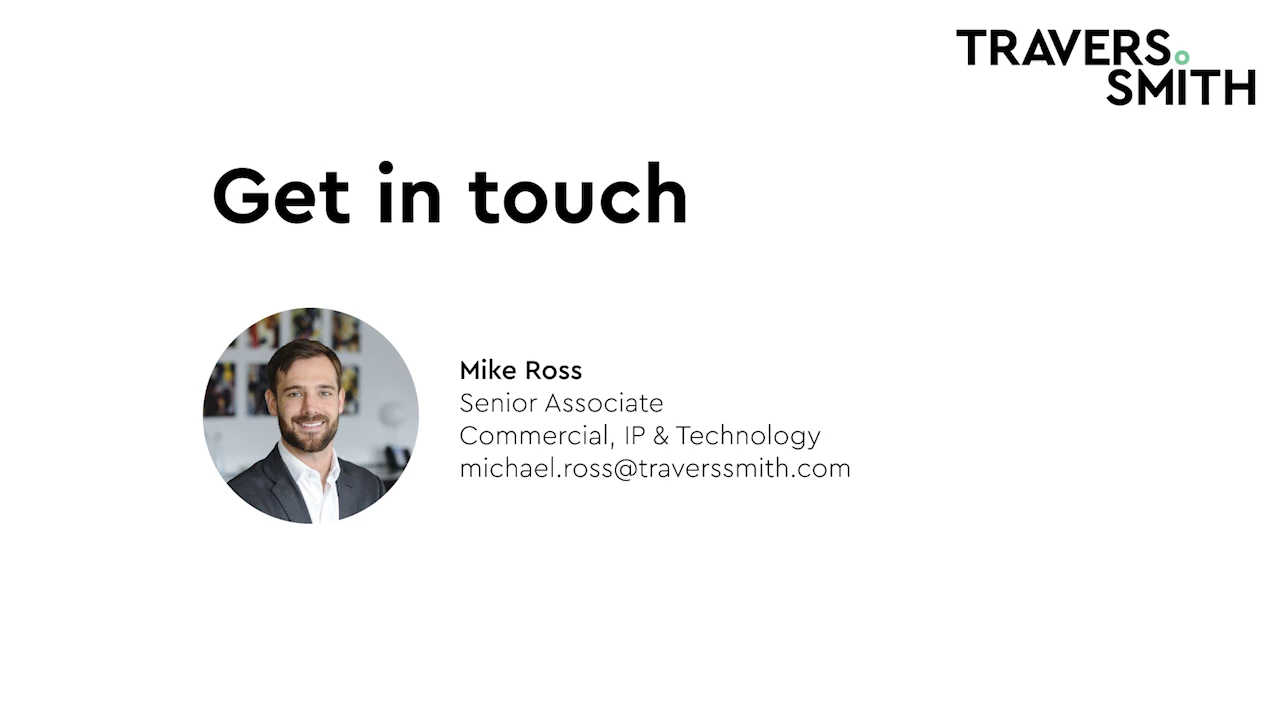 TRAVERS
SMITH
Get in touch
Mike Ross
Senior Associate
Commercial, IP & Technology
michael.ross@traverssmith.com